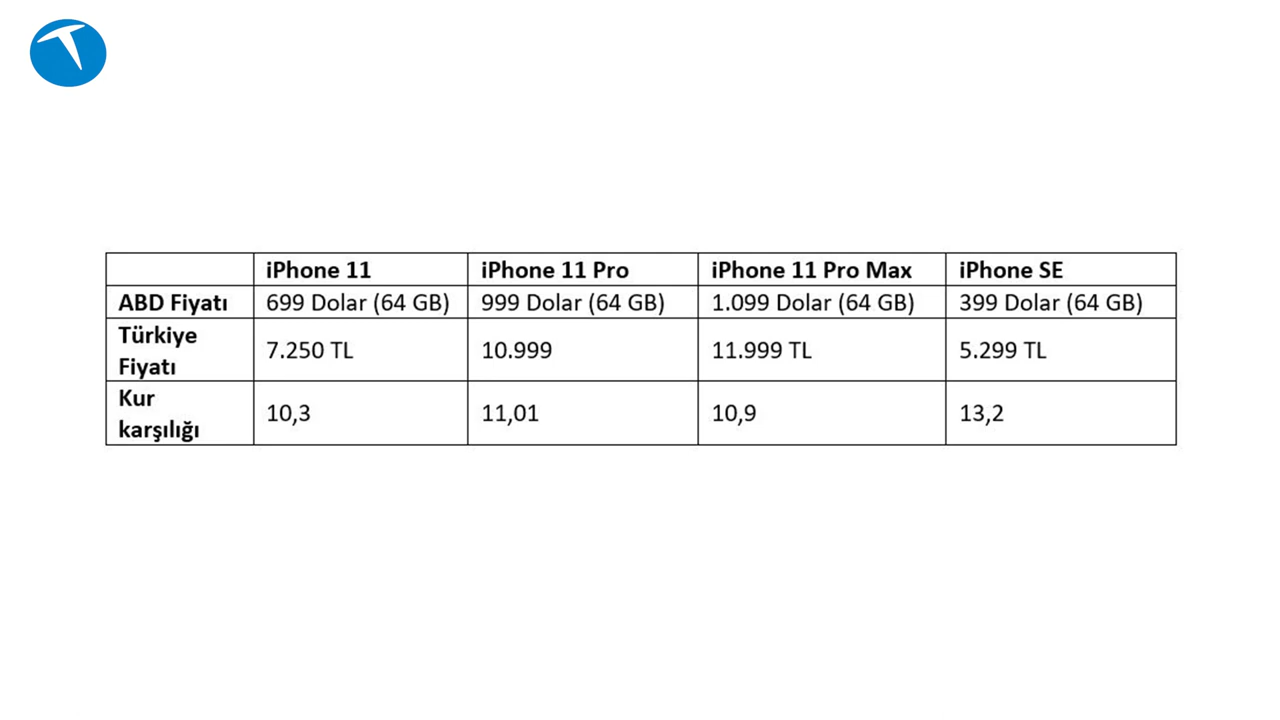 iPhone 11 iPhone 11 Pro iPhone 11 Pro Max iPhone SE
ABD Fiyatı 699 Dolar (64 GB) 999 Dolar (64 GB) 1.099 Dolar (64 GB) 399 Dolar (64 GB)
Türkiye
Fiyatı 7.250 TL 10.999 11.999 TL 5.299 TL
Kur
karşılığı 10,3 11,01 10,9 13,2